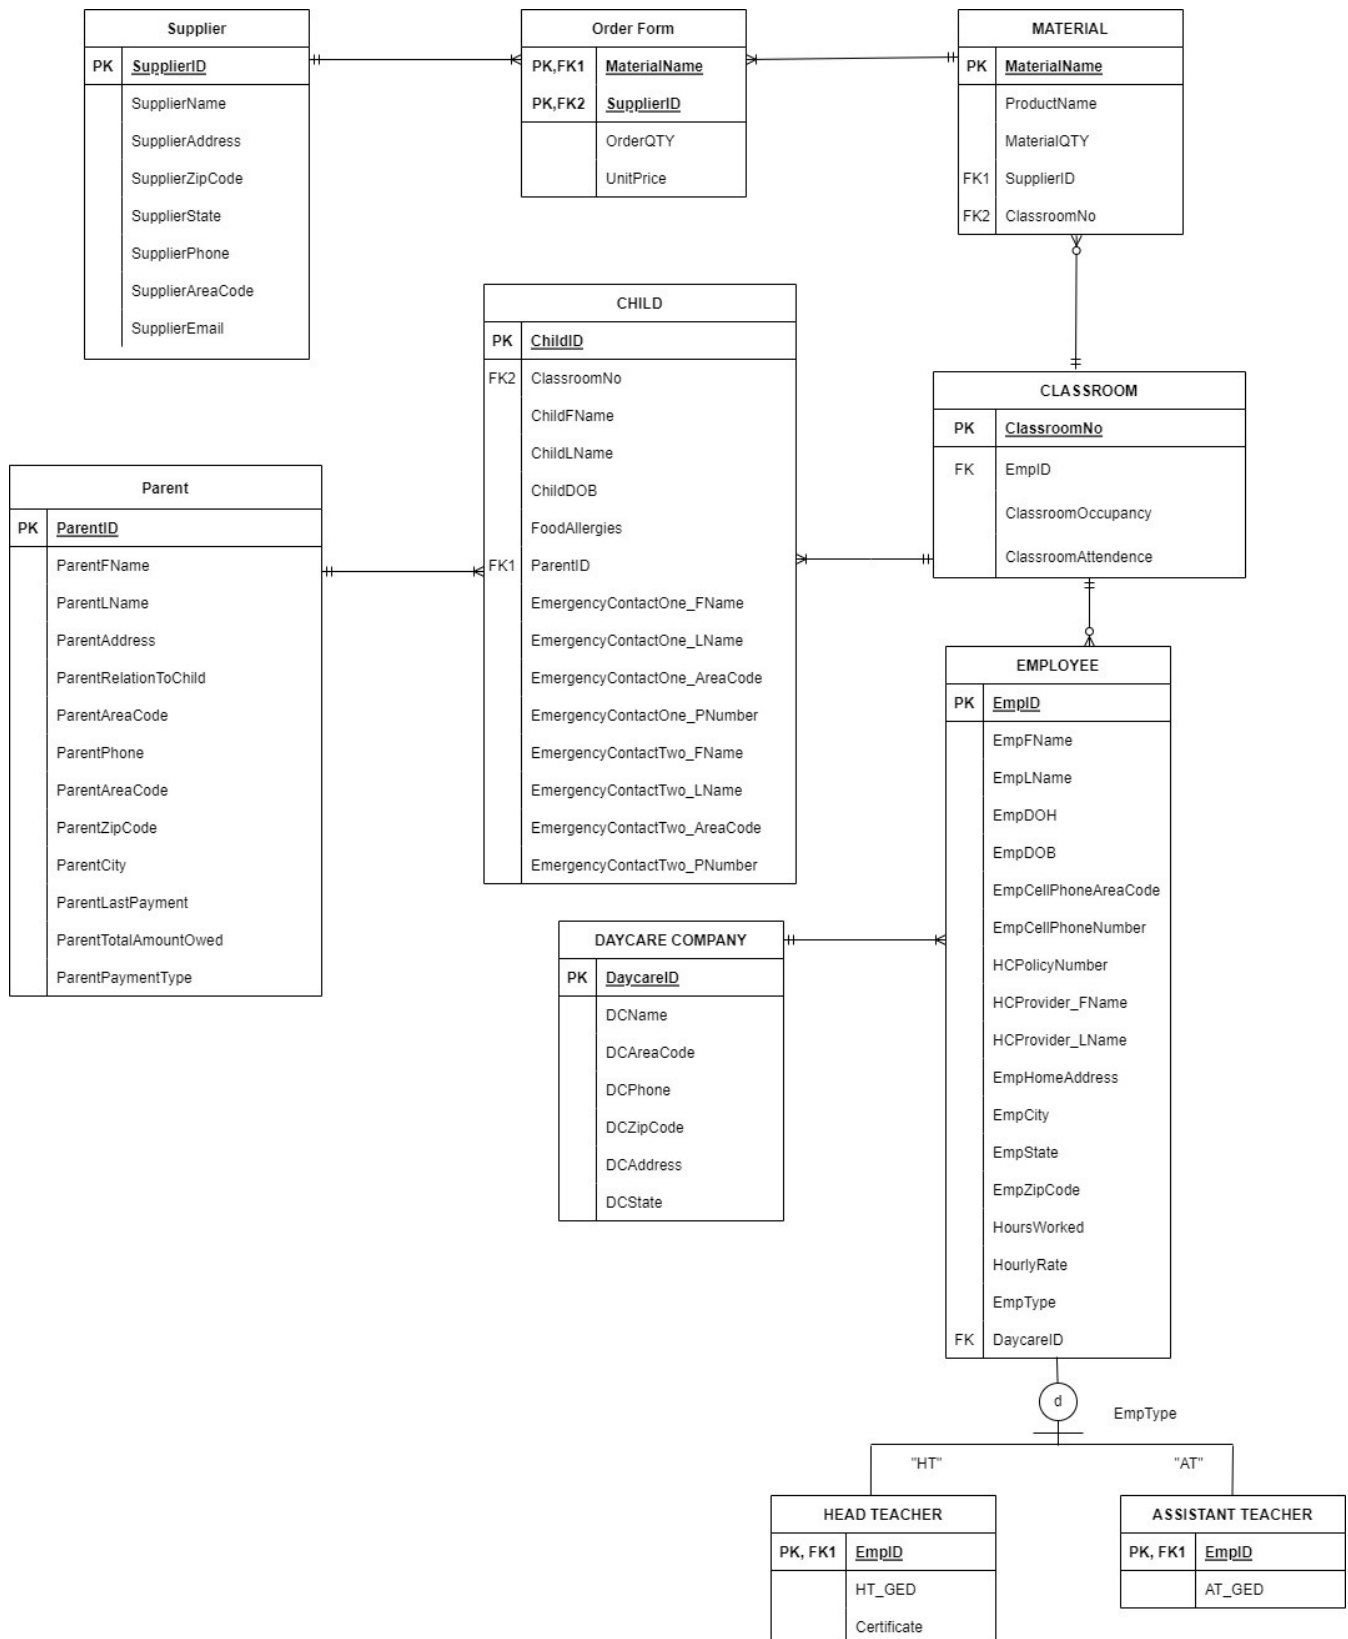 Supplier
PK SupplierID
SupplierName
SupplierAddress
SupplierZipCode
SupplierState
SupplierPhone
SupplierAreaCode
SupplierEmail
Order Form
PK,FK1 MaterialName
PK,FK2 SupplierID
OrderQTY
UnitPrice
MATERIAL
PK MaterialName
ProductName
MaterialQTY
FK1 SupplierID
FK2 ClassroomNo
CHILD
PK ChildID
FK2 ClassroomNo
ChildFName
ChildLName
ChildDOB
FoodAllergies
FK1 ParentID
EmergencyContactOne_FName
EmergencyContactOne_LName
EmergencyContactOne_AreaCode
EmergencyContactOne_PNumber
EmergencyContactTwo_FName
EmergencyContactTwo_LName
EmergencyContactTwo_AreaCode
EmergencyContactTwo_PNumber
CLASSROOM
PK ClassroomNo
FK EmpID
ClassroomOccupancy
ClassroomAttendence
Parent
PK ParentID
ParentFName
ParentLName
ParentAddress
ParentRelationToChild
ParentAreaCode
ParentPhone
ParentAreaCode
ParentZipCode
ParentCity
ParentLastPayment
ParentTotalAmountOwed
ParentPaymentType
EMPLOYEE
PK EmpID
EmpFName
EmpLName
EmpDOH
EmpDOB
EmpCellPhoneAreaCode
EmpCellPhoneNumber
HCPolicyNumber
HCProvider_FName
HCProvider_LName
EmpHomeAddress
EmpCity
EmpState
EmpZipCode
HoursWorked
HourlyRate
EmpType
FK DaycareID
DAYCARE COMPANY
PK DaycareID
DCName
DCAreaCode
DCPhone
DCZipCode
DCAddress
DCState
d
EmpType
"HT"
"AT"
HEAD TEACHER
PK, FK1 EmpID
HT_GED
Certificate
ASSISTANT TEACHER
PK, FK1 EmpID
AT_GED